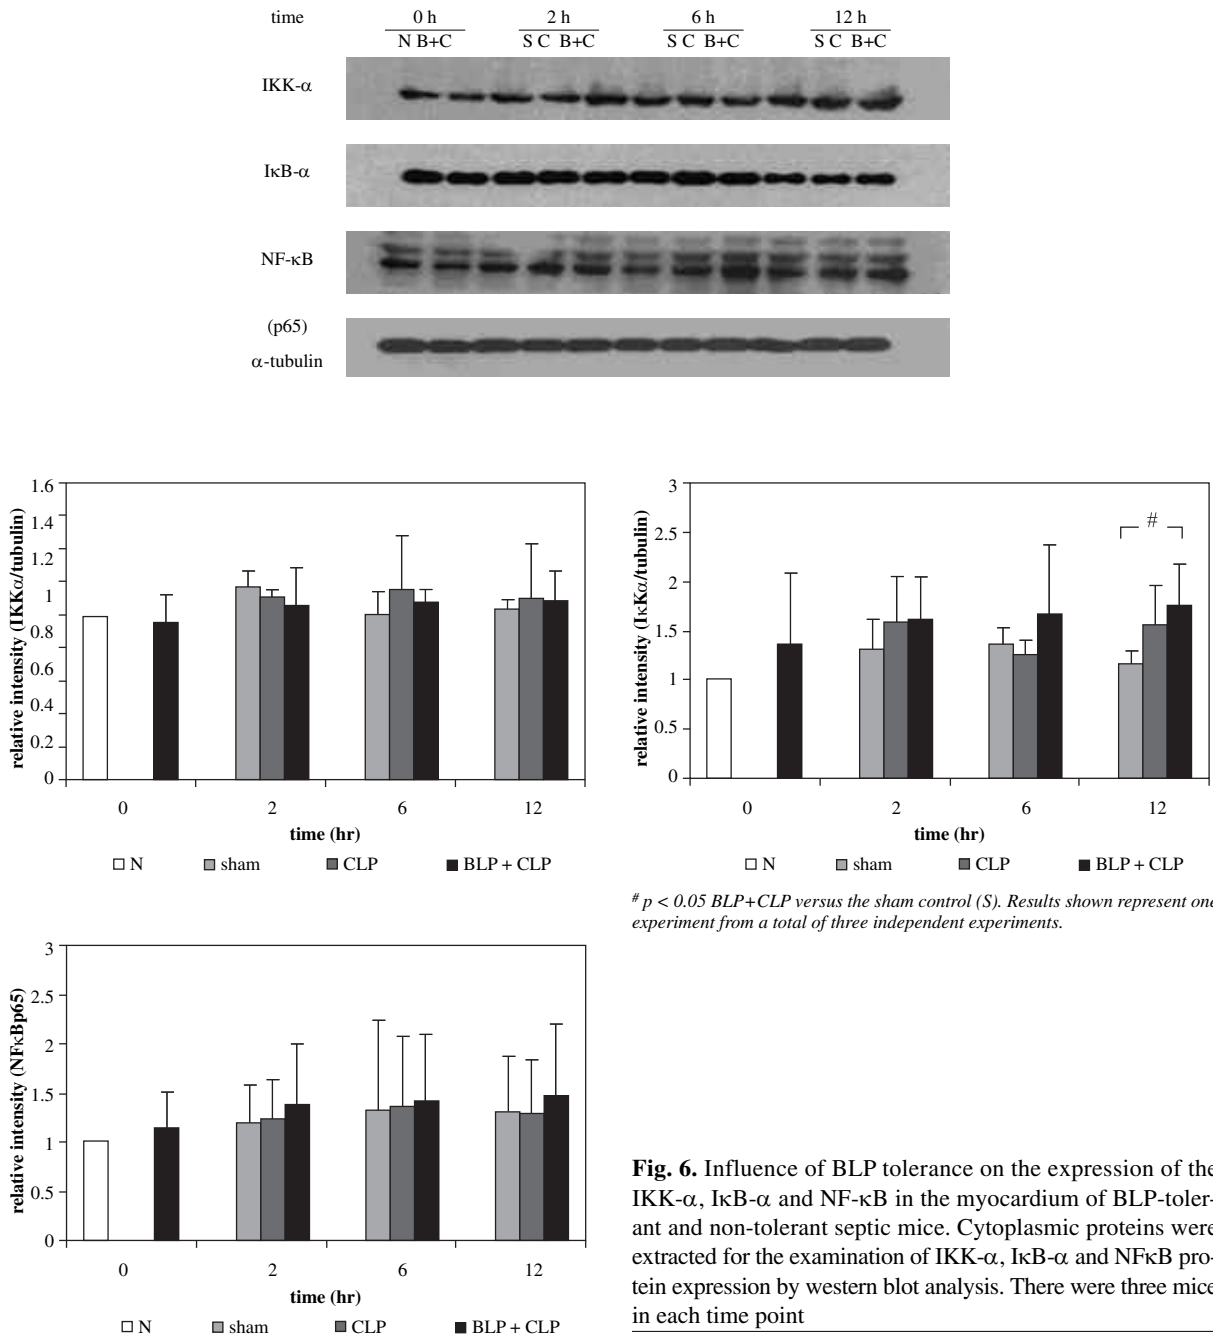 time 0 h 2 h 6 h 12 h
N B+C S C B+C S C B+C S C B+C
IKK-α
IκB-α
NF-κB
(p65)
α-tubulin
relative intensity (IKKα/tubulin)
1.6
1.4
1.2
1
0.8
0.6
0.4
0.2
0
0 2 6 12
time (hr)
N sham CLP BLP + CLP
relative intensity (IκKα/tubulin)
3
2.5
2
1.5
1
0.5
0
#
0 2 6 12
time (hr)
N sham CLP BLP + CLP
# p < 0.05 BLP+CLP versus the sham control (S). Results shown represent one
experiment from a total of three independent experiments.
relative intensity (NFκBp65)
3
2.5
2
1.5
1
0.5
0
0 2 6 12
time (hr)
N sham CLP BLP + CLP
Fig. 6. Influence of BLP tolerance on the expression of the
IKK-α, IκB-α and NF-κB in the myocardium of BLP-toler-
ant and non-tolerant septic mice. Cytoplasmic proteins were
extracted for the examination of IKK-α, IκB-α and NFκB pro-
tein expression by western blot analysis. There were three mice
in each time point